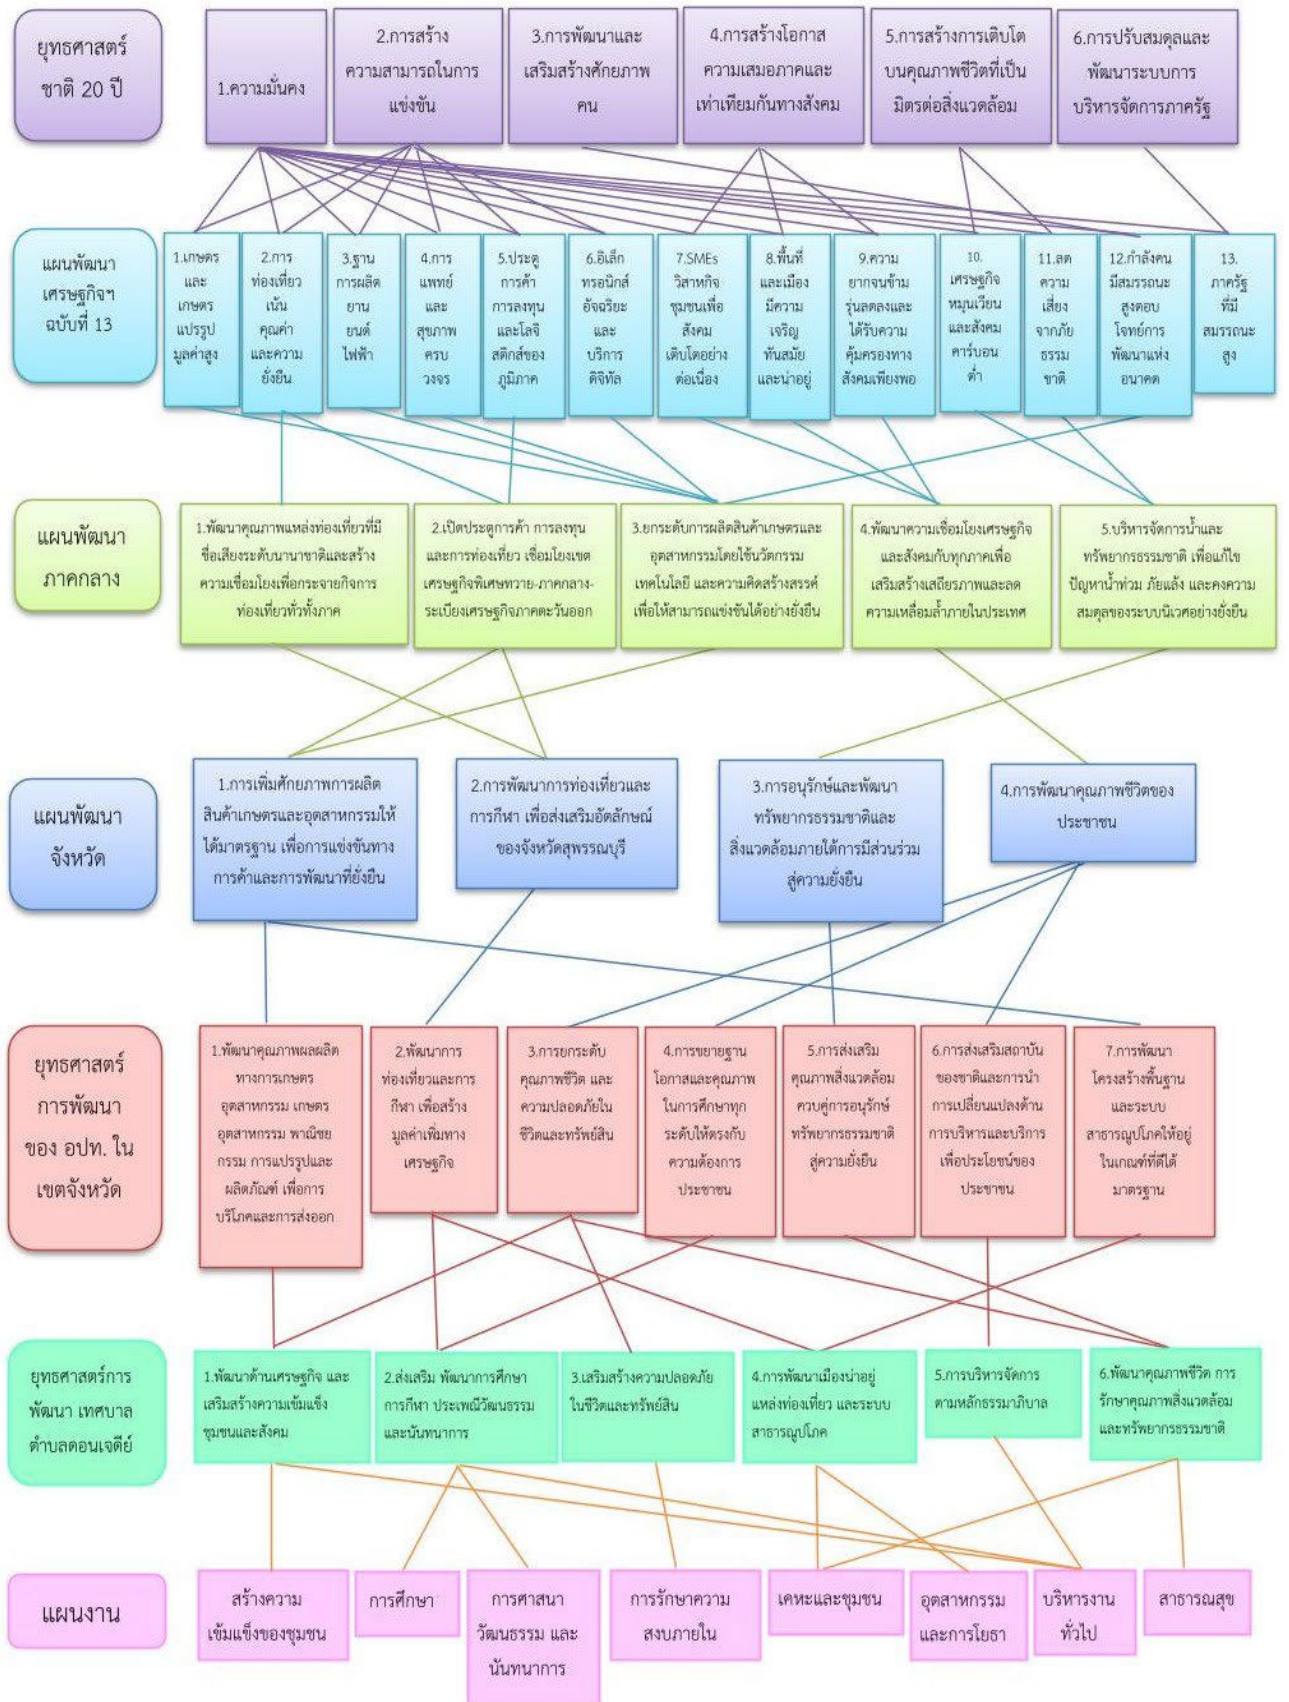 ยุทธศาสตร์
ชาติ 20 ปี
1.ความมั่นคง
2.การสร้าง
ความสามารถในการ
แข่งขัน
3.การพัฒนาและ
เสริมสร้างศักยภาพ
คน
4.การสร้างโอกาส
ความเสมอภาคและ
เท่าเทียมกันทางสังคม
5.การสร้างการเติบโต
บนคุณภาพชีวิตที่เป็น
มิตรต่อสิ่งแวดล้อม
6.การปรับสมดุลและ
พัฒนาระบบการ
บริหารจัดการภาครัฐ
แผนพัฒนา
เศรษฐกิจฯ
ฉบับที่ 13
1.เกษตร
และ
เกษตร
แปรรูป
มูลค่าสูง
2.การ
ท่องเที่ยว
เน้น
คุณค่า
และความ
ยั่งยืน
3.ฐาน
การผลิต
ยาน
ยนต์
ไฟฟ้า
4.การ
แพทย์
และ
สุขภาพ
ครบ
วงจร
5.ประตู
การค้า
การลงทุน
และโลจิ
สติกส์ของ
ภูมิภาค
6.อิเล็ก
ทรอนิกส์
อัจฉริยะ
และ
บริการ
ดิจิทัล
7.SMEs
วิสาหกิจ
ชุมชนเพื่อ
สังคม
เติบโตอย่าง
ต่อเนื่อง
8.พื้นที่
และเมือง
มีความ
เจริญ
ทันสมัย
และน่าอยู่
9.ความ
ยากจนข้าม
รุ่นลดลงและ
ได้รับความ
คุ้มครองทาง
สังคมเพียงพอ
10.
เศรษฐกิจ
หมุนเวียน
และสังคม
คาร์บอน
ต่ำ
11.ลด
ความ
เสี่ยง
จากภัย
ธรรม
ชาติ
12.กำลังคน
มีสมรรถนะ
สูงตอบ
โจทย์การ
พัฒนาแห่ง
อนาคต
13.
ภาครัฐ
ที่มี
สมรรถนะ
สูง
แผนพัฒนา
ภาคกลาง
1.พัฒนาคุณภาพแหล่งท่องเที่ยวที่มี
ชื่อเสียงระดับนานาชาติและสร้าง
ความเชื่อมโยงเพื่อกระจายกิจการ
ท่องเที่ยวทั่วทั้งภาค
2.เปิดประตูการค้า การลงทุน
และการท่องเที่ยว เชื่อมโยงเขต
เศรษฐกิจพิเศษทวาย-ภาคกลาง-
ระเบียงเศรษฐกิจภาคตะวันออก
3.ยกระดับการผลิตสินค้าเกษตรและ
อุตสาหกรรมโดยใช้นวัตกรรม
เทคโนโลยี และความคิดสร้างสรรค์
เพื่อให้สามารถแข่งขันได้อย่างยั่งยืน
4.พัฒนาความเชื่อมโยงเศรษฐกิจ
และสังคมกับทุกภาคเพื่อ
เสริมสร้างเสถียรภาพและลด
ความเหลื่อมล้ำภายในประเทศ
5.บริหารจัดการน้ำและ
ทรัพยากรธรรมชาติ เพื่อแก้ไข
ปัญหาน้ำท่วม ภัยแล้ง และคงความ
สมดุลของระบบนิเวศอย่างยั่งยืน
แผนพัฒนา
จังหวัด
1.การเพิ่มศักยภาพการผลิต
สินค้าเกษตรและอุตสาหกรรมให้
ได้มาตรฐาน เพื่อการแข่งขันทาง
การค้าและการพัฒนาที่ยั่งยืน
2.การพัฒนาการท่องเที่ยวและ
การกีฬา เพื่อส่งเสริมอัตลักษณ์
ของจังหวัดสุพรรณบุรี
3.การอนุรักษ์และพัฒนา
ทรัพยากรธรรมชาติและ
สิ่งแวดล้อมภายใต้การมีส่วนร่วม
สู่ความยั่งยืน
4.การพัฒนาคุณภาพชีวิตของ
ประชาชน
ยุทธศาสตร์
การพัฒนา
ของ อปท. ใน
เขตจังหวัด
1.พัฒนาคุณภาพผลผลิต
ทางการเกษตร
อุตสาหกรรม เกษตร
อุตสาหกรรม พาณิชย
กรรม การแปรรูปและ
ผลิตภัณฑ์ เพื่อการ
บริโภคและการส่งออก
2.พัฒนาการ
ท่องเที่ยวและการ
กีฬา เพื่อสร้าง
มูลค่าเพิ่มทาง
เศรษฐกิจ
3.การยกระดับ
คุณภาพชีวิต และ
ความปลอดภัยใน
ชีวิตและทรัพย์สิน
4.การขยายฐาน
โอกาสและคุณภาพ
ในการศึกษาทุก
ระดับให้ตรงกับ
ความต้องการ
ประชาชน
5.การส่งเสริม
คุณภาพสิ่งแวดล้อม
ควบคู่การอนุรักษ์
ทรัพยากรธรรมชาติ
สู่ความยั่งยืน
6.การส่งเสริมสถาบัน
ของชาติและการนำ
การเปลี่ยนแปลงด้าน
การบริหารและบริการ
เพื่อประโยชน์ของ
ประชาชน
7.การพัฒนา
โครงสร้างพื้นฐาน
และระบบ
สาธารณูปโภคให้อยู่
ในเกณฑ์ที่ดีได้
มาตรฐาน
ยุทธศาสตร์การ
พัฒนา เทศบาล
ตำบลดอนเจดีย์
1.พัฒนาด้านเศรษฐกิจ และ
เสริมสร้างความเข้มแข็ง
ชุมชนและสังคม
2.ส่งเสริม พัฒนาการศึกษา
การกีฬา ประเพณีวัฒนธรรม
และนันทนาการ
3.เสริมสร้างความปลอดภัย
ในชีวิตและทรัพย์สิน
4.การพัฒนาเมืองน่าอยู่
แหล่งท่องเที่ยว และระบบ
สาธารณูปโภค
5.การบริหารจัดการ
ตามหลักธรรมาภิบาล
6.พัฒนาคุณภาพชีวิต การ
รักษาคุณภาพสิ่งแวดล้อม
และทรัพยากรธรรมชาติ
แผนงาน
สร้างความ
เข้มแข็งของชุมชน
การศึกษา
การศาสนา
วัฒนธรรม และ
นันทนาการ
การรักษาความ
สงบภายใน
เคหะและชุมชน
อุตสาหกรรม
และการโยธา
บริหารงาน
ทั่วไป
สาธารณสุข